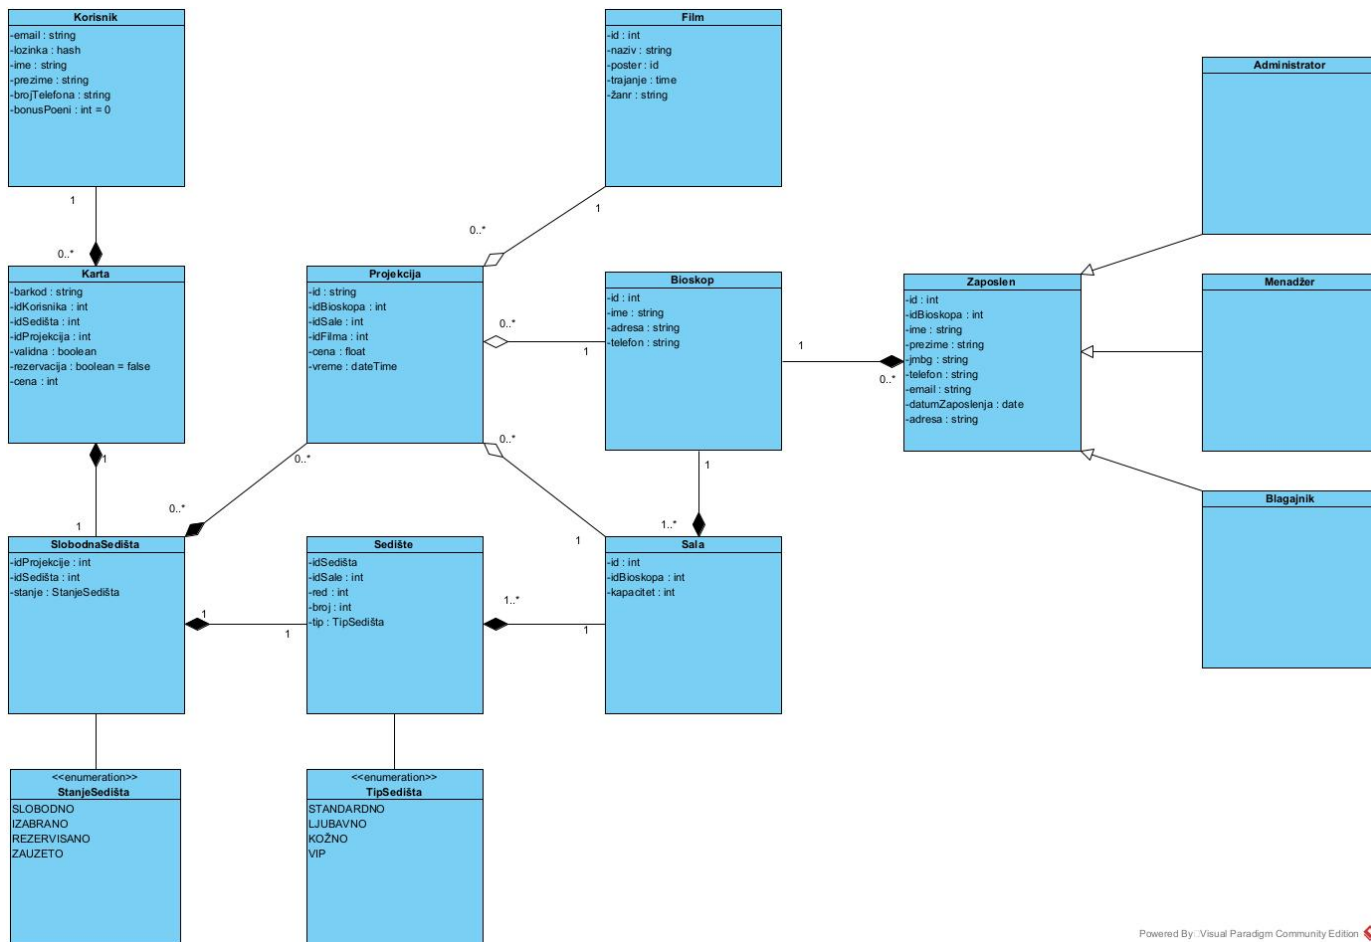 Korisnik
-email : string
-lozinka : hash
-ime : string
-prezime : string
-brojTelefona : string
-bonusPoeni : int = 0
Film
-id : int
-naziv : string
-poster : id
-trajanje : time
-žanr : string
Administrator
1
0..*
1
0..*
Karta
-barkod : string
-idKorisnika : int
-idSedišta : int
-idProjekcija : int
-validna : boolean
-rezervacija : boolean = false
-cena : int
Projekcija
-id : string
-idBioskopa : int
-idSale : int
-idFilma : int
-cena : float
-vreme : dateTime
Bioskop
-id : int
-ime : string
-adresa : string
-telefon : string
Zaposlen
-id : int
-idBioskopa : int
-ime : string
-prezime : string
-jmbg : string
-telefon : string
-email : string
-datumZaposlenja : date
-adresa : string
Menadžer
0..*
1
1
0..*
1
1
0..*
0..*
0..*
1
1
1..*
Blagajnik
SlobodnaSedišta
-idProjekcije : int
-idSedišta : int
-stanje : StanjeSedišta
Sedište
-idSedišta
-idSale : int
-red : int
-broj : int
-tip : TipSedišta
Sala
-id : int
-idBioskopa : int
-kapacitet : int
1
1
1..*
1
<<enumeration>>
StanjeSedišta
SLOBODNO
IZABRANO
REZERVISANO
ZAUZETO
<<enumeration>>
TipSedišta
STANDARDNO
LJUBAVNO
KOŽNO
VIP
Powered By Visual Paradigm Community Edition